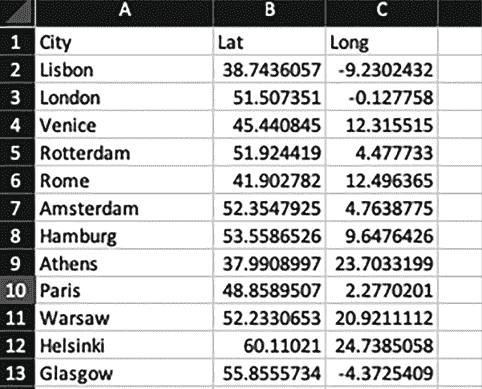 A B C
1 City Lat Long
2 Lisbon 38.7436057 -9.2302432
3 London 51.507351 -0.127758
4 Venice 45.440845 12.315515
5 Rotterdam 51.924419 4.477733
6 Rome 41.902782 12.496365
7 Amsterdam 52.3547925 4.7638775
8 Hamburg 53.5586526 9.6476426
9 Athens 37.9908997 23.7033199
10 Paris 48.8589507 2.2770201
11 Warsaw 52.2330653 20.9211112
12 Helsinki 60.11021 24.7385058
13 Glasgow 55.8555734 -4.3725409